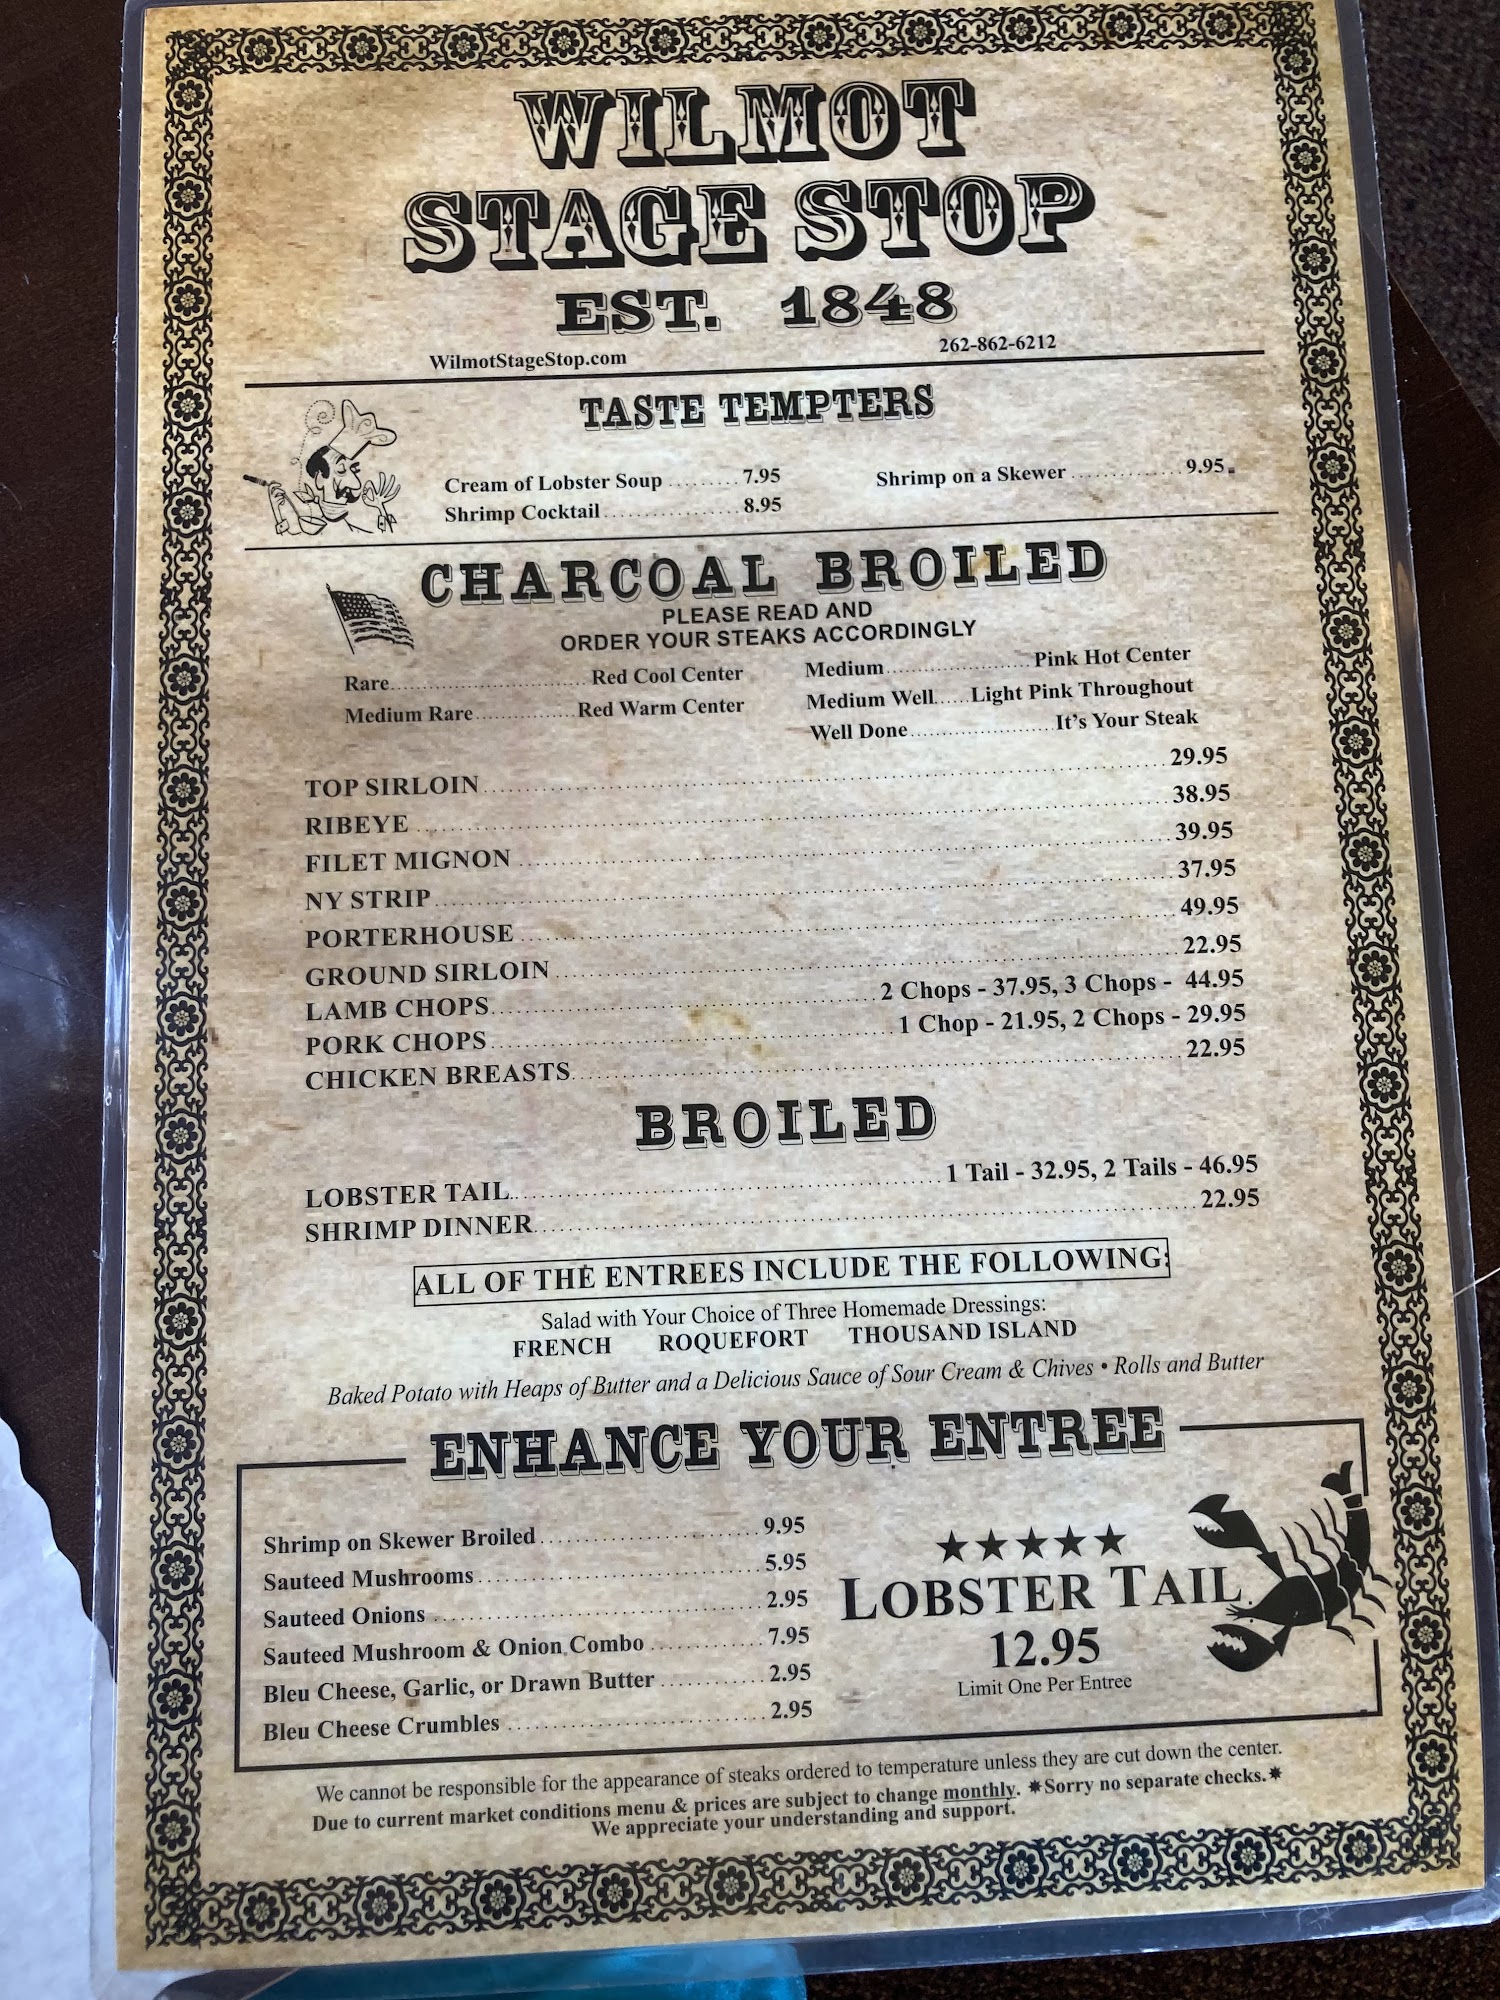 WILMOT
STAGE STOP
EST. 1848
WilmotStageStop.com 262-862-6212
TASTE TEMPTERS
Cream of Lobster Soup ......... 7.95 Shrimp on a Skewer ............. 9.95
Shrimp Cocktail ................. 8.95
CHARCOAL BROILED
PLEASE READ AND
ORDER YOUR STEAKS ACCORDINGLY
Rare.............................. Red Cool Center Medium...................... Pink Hot Center
Medium Rare............... Red Warm Center Medium Well...... Light Pink Throughout
Well Done...................... It's Your Steak
TOP SIRLOIN 29.95
RIBEYE 38.95
FILET MIGNON 39.95
NY STRIP 37.95
PORTERHOUSE 49.95
GROUND SIRLOIN 22.95
LAMB CHOPS 2 Chops - 37.95, 3 Chops - 44.95
PORK CHOPS 1 Chop - 21.95, 2 Chops - 29.95
CHICKEN BREASTS 22.95
BROILED
LOBSTER TAIL 1 Tail - 32.95, 2 Tails - 46.95
SHRIMP DINNER 22.95
ALL OF THE ENTREES INCLUDE THE FOLLOWING:
Salad with Your Choice of Three Homemade Dressings:
FRENCH ROQUEFORT THOUSAND ISLAND
Baked Potato with Heaps of Butter and a Delicious Sauce of Sour Cream & Chives • Rolls and Butter
ENHANCE YOUR ENTREE
Shrimp on Skewer Broiled 9.95
Sauteed Mushrooms 5.95
Sauteed Onions 2.95
Sauteed Mushroom & Onion Combo 7.95
Bleu Cheese, Garlic, or Drawn Butter 2.95
Bleu Cheese Crumbles 2.95
★★★★★
LOBSTER TAIL
12.95
Limit One Per Entree
We cannot be responsible for the appearance of steaks ordered to temperature unless they are cut down the center.
Due to current market conditions menu & prices are subject to change monthly. ✷Sorry no separate checks.✷
We appreciate your understanding and support.